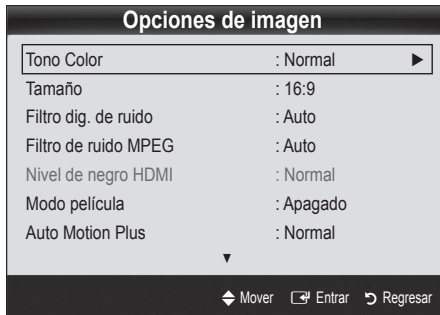 Opciones de imagen
Tono Color : Normal ►
Tamaño : 16:9
Filtro dig. de ruido : Auto
Filtro de ruido MPEG : Auto
Nivel de negro HDMI : Normal
Modo película : Apagado
Auto Motion Plus : Normal
▼
Mover Entrar Regresar